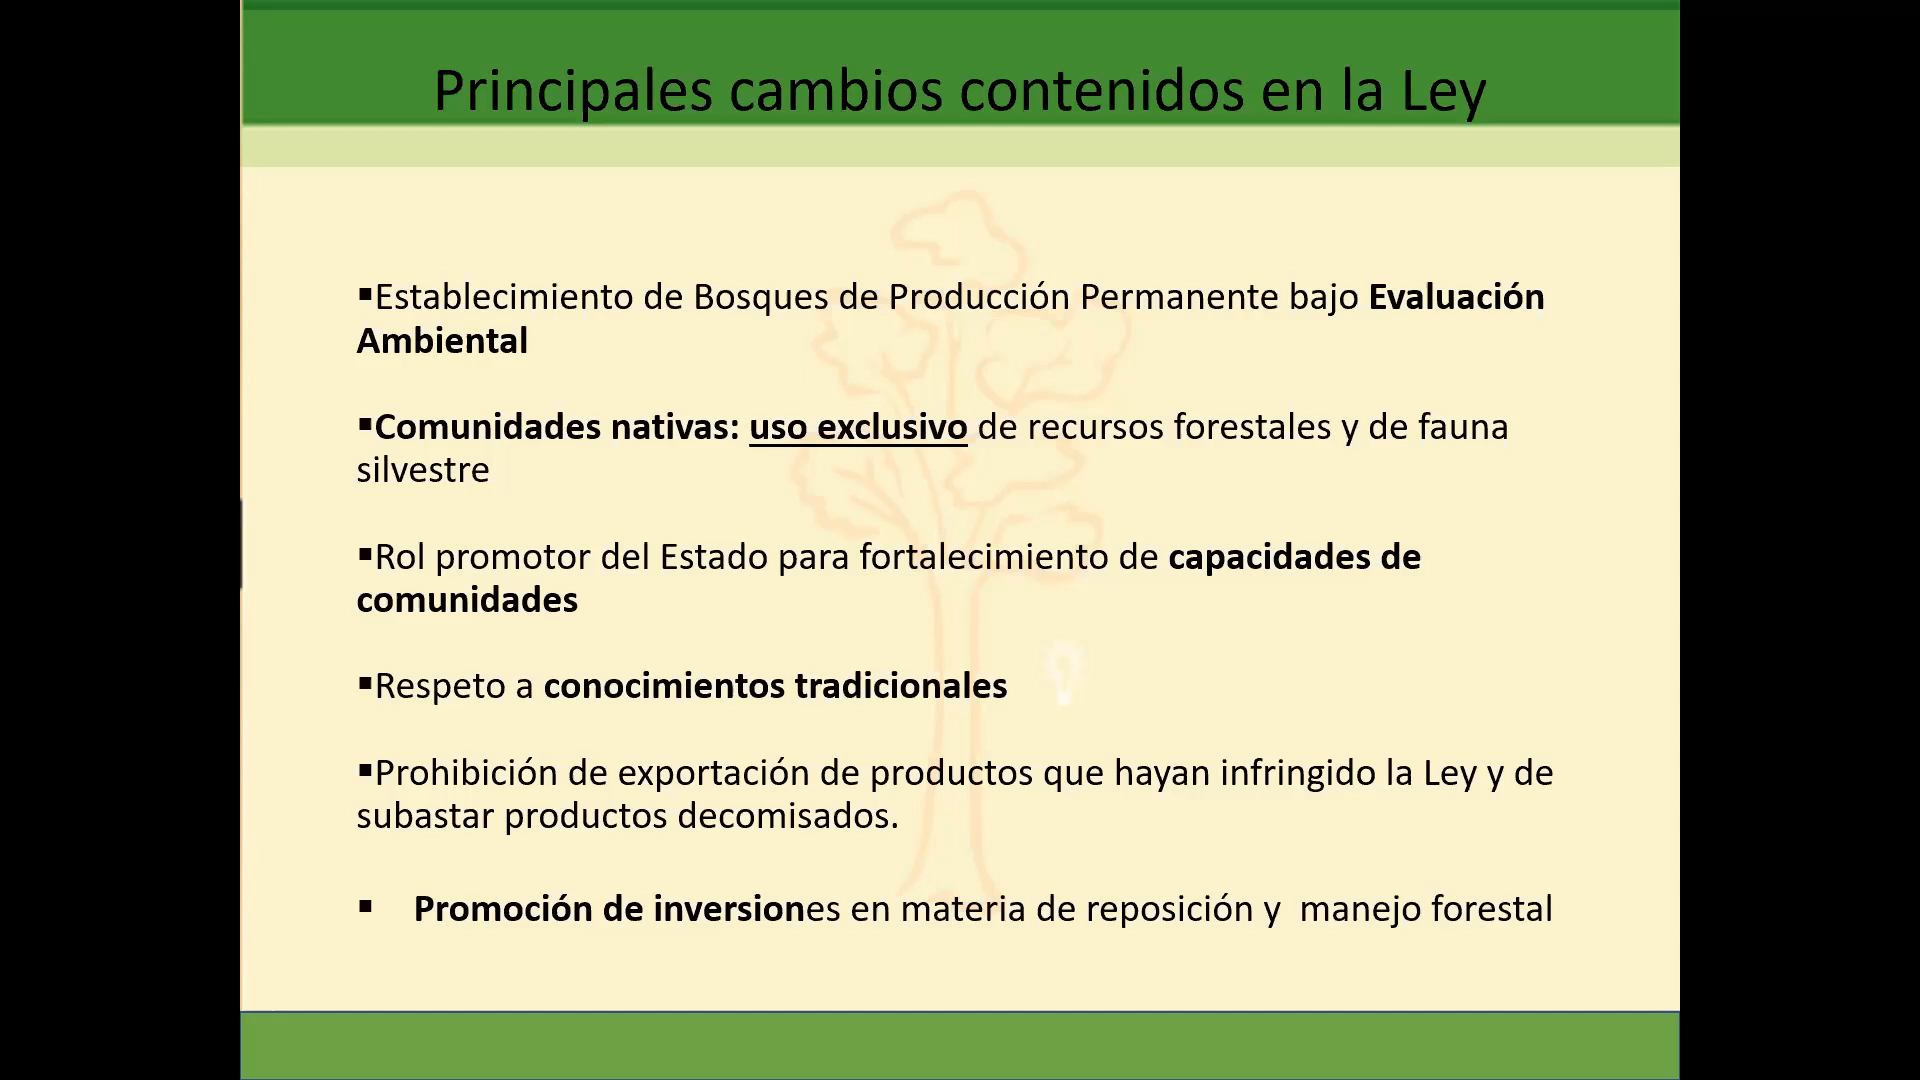 Principales cambios contenidos en la Ley
▪Establecimiento de Bosques de Producción Permanente bajo Evaluación
Ambiental
▪Comunidades nativas: uso exclusivo de recursos forestales y de fauna
silvestre
▪Rol promotor del Estado para fortalecimiento de capacidades de
comunidades
▪Respeto a conocimientos tradicionales
▪Prohibición de exportación de productos que hayan infringido la Ley y de
subastar productos decomisados.
▪ Promoción de inversiones en materia de reposición y  manejo forestal